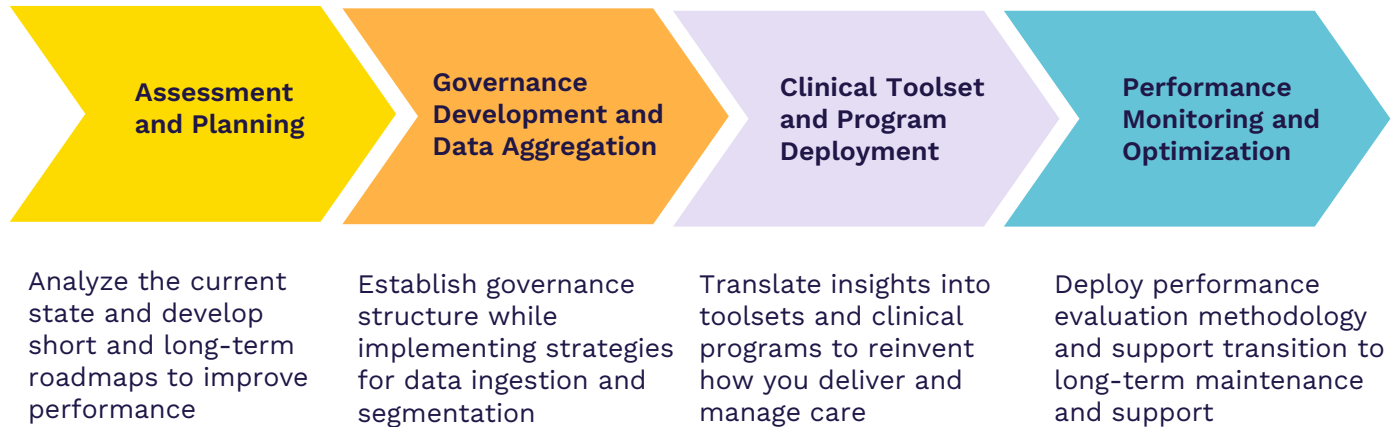 Assessment
and Planning
Governance
Development and
Data Aggregation
Clinical Toolset
and Program
Deployment
Performance
Monitoring and
Optimization
Analyze the current
state and develop
short and long-term
roadmaps to improve
performance
Establish governance
structure while
implementing strategies
for data ingestion and
segmentation
Translate insights into
toolsets and clinical
programs to reinvent
how you deliver and
manage care
Deploy performance
evaluation methodology
and support transition to
long-term maintenance
and support